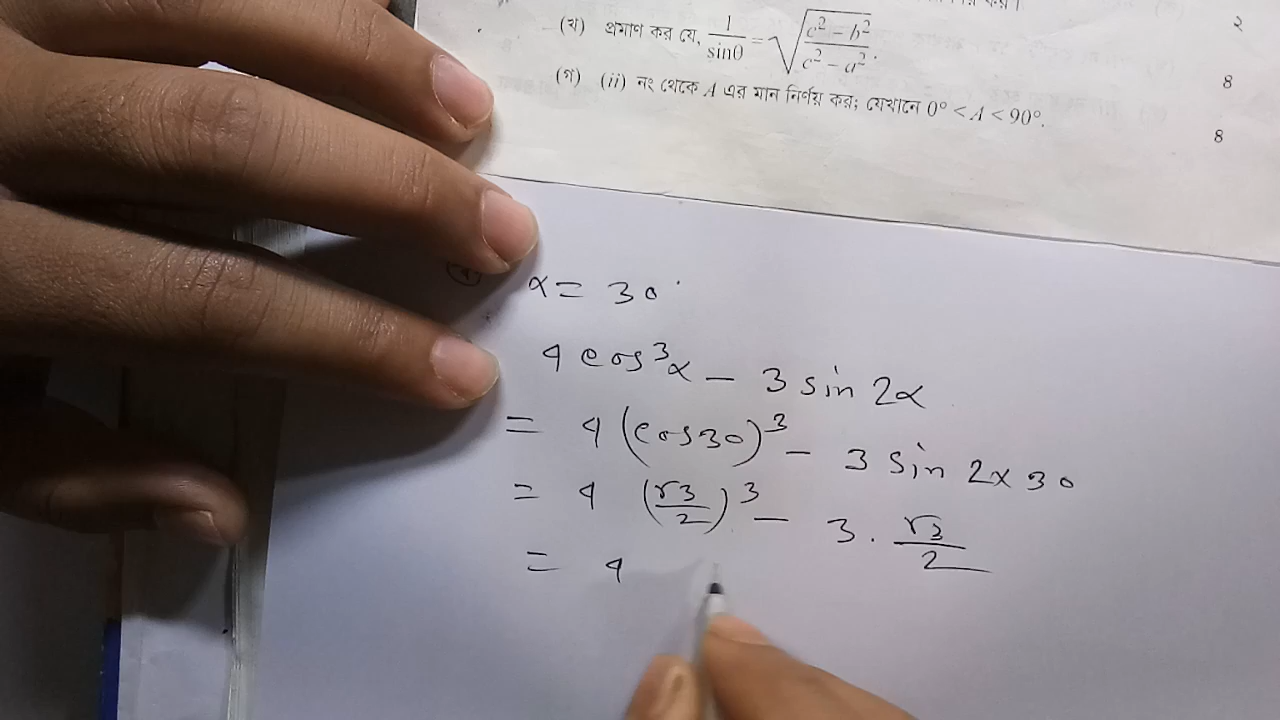 ২
(খ) প্রমাণ কর যে, 1/sinθ = √((c² − b²)/(c² − a²)).
8
(গ) (ii) নং থেকে A এর মান নির্ণয় কর; যেখানে 0° < A < 90°.
8
α = 30°
4 cos³α − 3 sin 2α
= 4 (cos30)³ − 3 sin 2×30
= 4 (√3/2)³ − 3 . √3/2
= 4